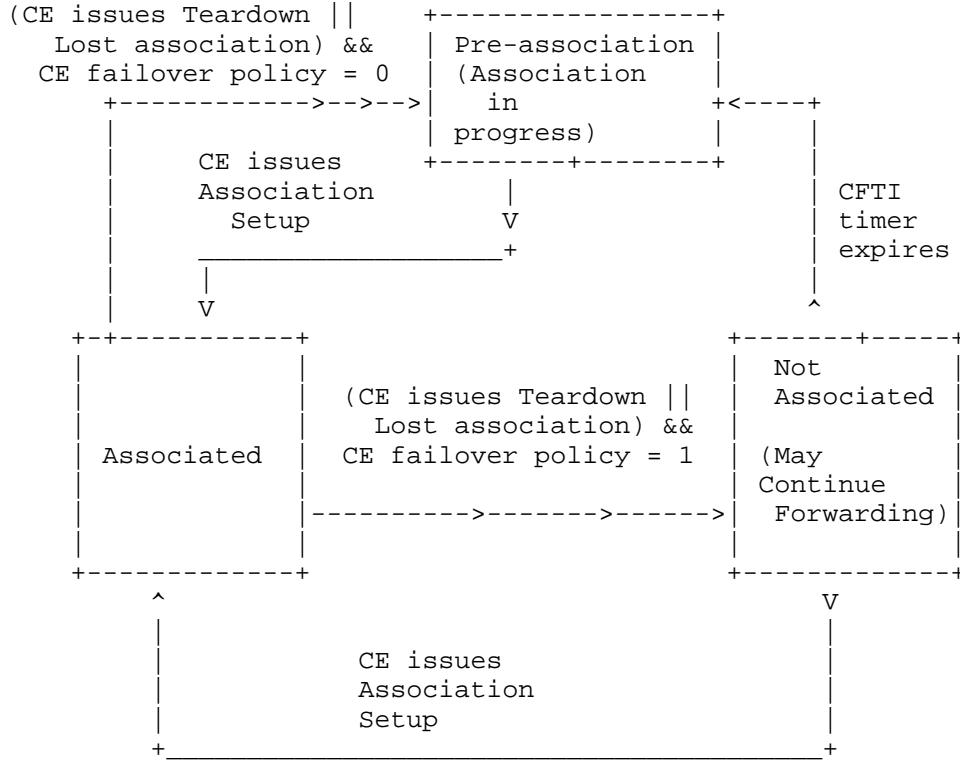 (CE issues Teardown ||
Lost association) &&
CE failover policy = 0
Pre-association
(Association
in
progress)
CE issues
Association
Setup
CFTI
timer
expires
Associated
(CE issues Teardown ||
Lost association) &&
CE failover policy = 1
Not
Associated
(May
Continue
Forwarding)
CE issues
Association
Setup